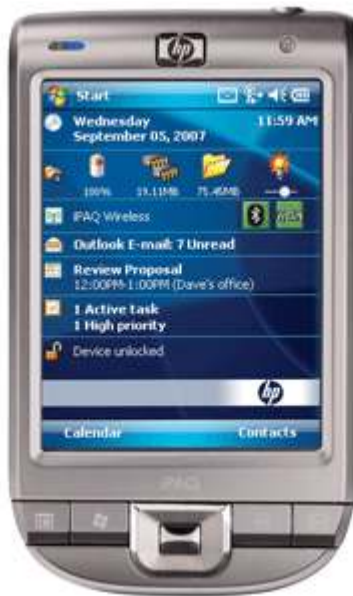 hp
Start
Wednesday 11:59 AM
September 05, 2007
100% 19.11MB 75.45MB
iPAQ Wireless
Outlook E-mail: 7 Unread
Review Proposal
12:00PM-1:00PM (Dave's office)
1 Active task
1 High priority
Device unlocked
hp
Calendar Contacts
iPAQ